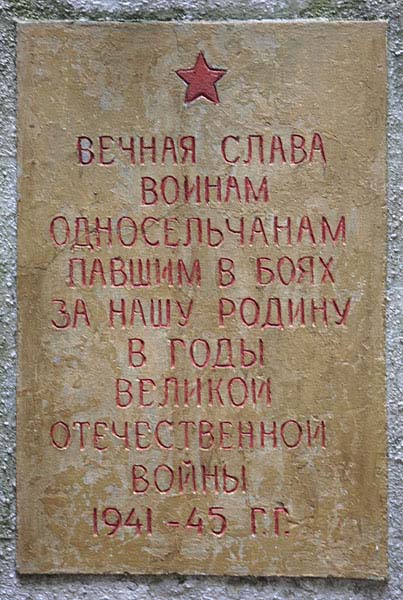 ВЕЧНАЯ СЛАВА
ВОИНАМ
ОДНОСЕЛЬЧАНАМ
ПАВШИМ В БОЯХ
ЗА НАШУ РОДИНУ
В ГОДЫ
ВЕЛИКОЙ
ОТЕЧЕСТВЕННОЙ
ВОЙНЫ
1941-45 Г.Г.